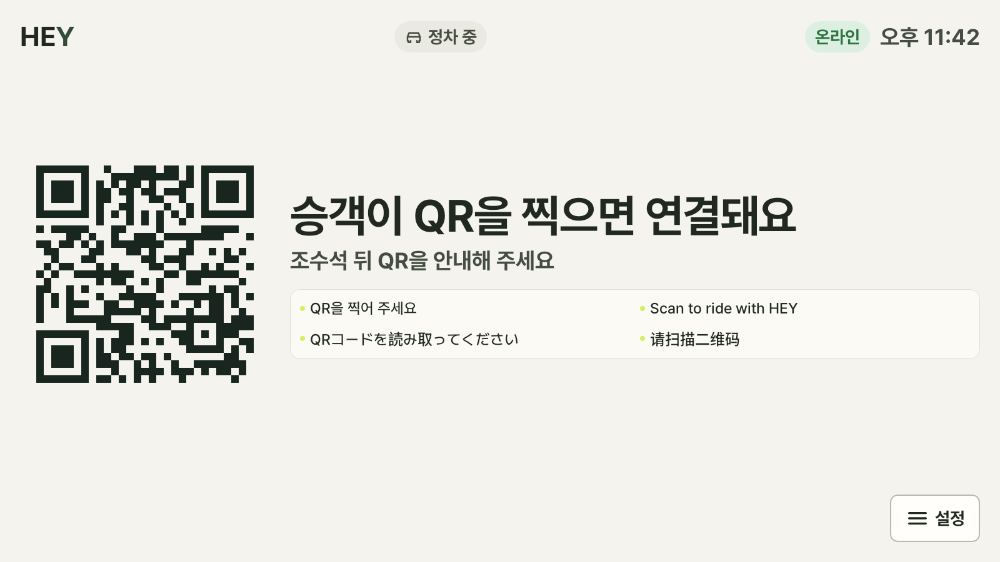 HEY
정차 중
온라인
오후 11:42
승객이 QR을 찍으면 연결돼요
조수석 뒤 QR을 안내해 주세요
QR을 찍어 주세요
Scan to ride with HEY
QRコードを読み取ってください
请扫描二维码
설정